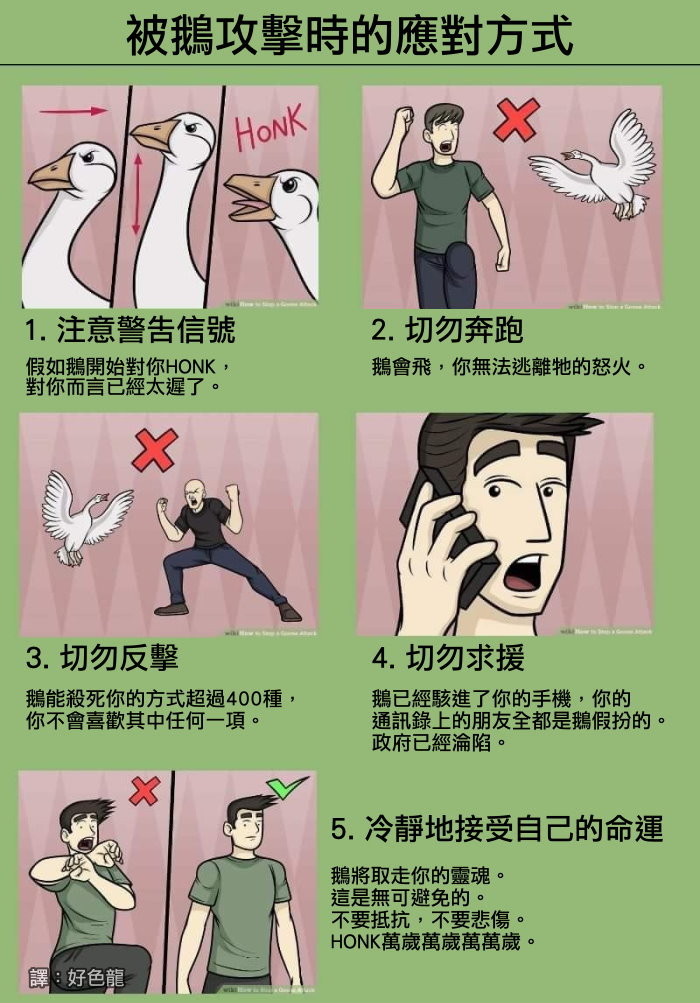 被鵝攻擊時的應對方式
HONK
wikiHow to Stop a Goose Attack
1. 注意警告信號
假如鵝開始對你HONK，
對你而言已經太遲了。
wikiHow to Stop a Goose Attack
2. 切勿奔跑
鵝會飛，你無法逃離牠的怒火。
wikiHow to Stop a Goose Attack
3. 切勿反擊
鵝能殺死你的方式超過400種，
你不會喜歡其中任何一項。
wikiHow to Stop a Goose Attack
4. 切勿求援
鵝已經駭進了你的手機，你的
通訊錄上的朋友全都是鵝假扮的。
政府已經淪陷。
譯：好色龍
wikiHow to Stop a Goose Attack
5. 冷靜地接受自己的命運
鵝將取走你的靈魂。
這是無可避免的。
不要抵抗，不要悲傷。
HONK萬歲萬歲萬萬歲。